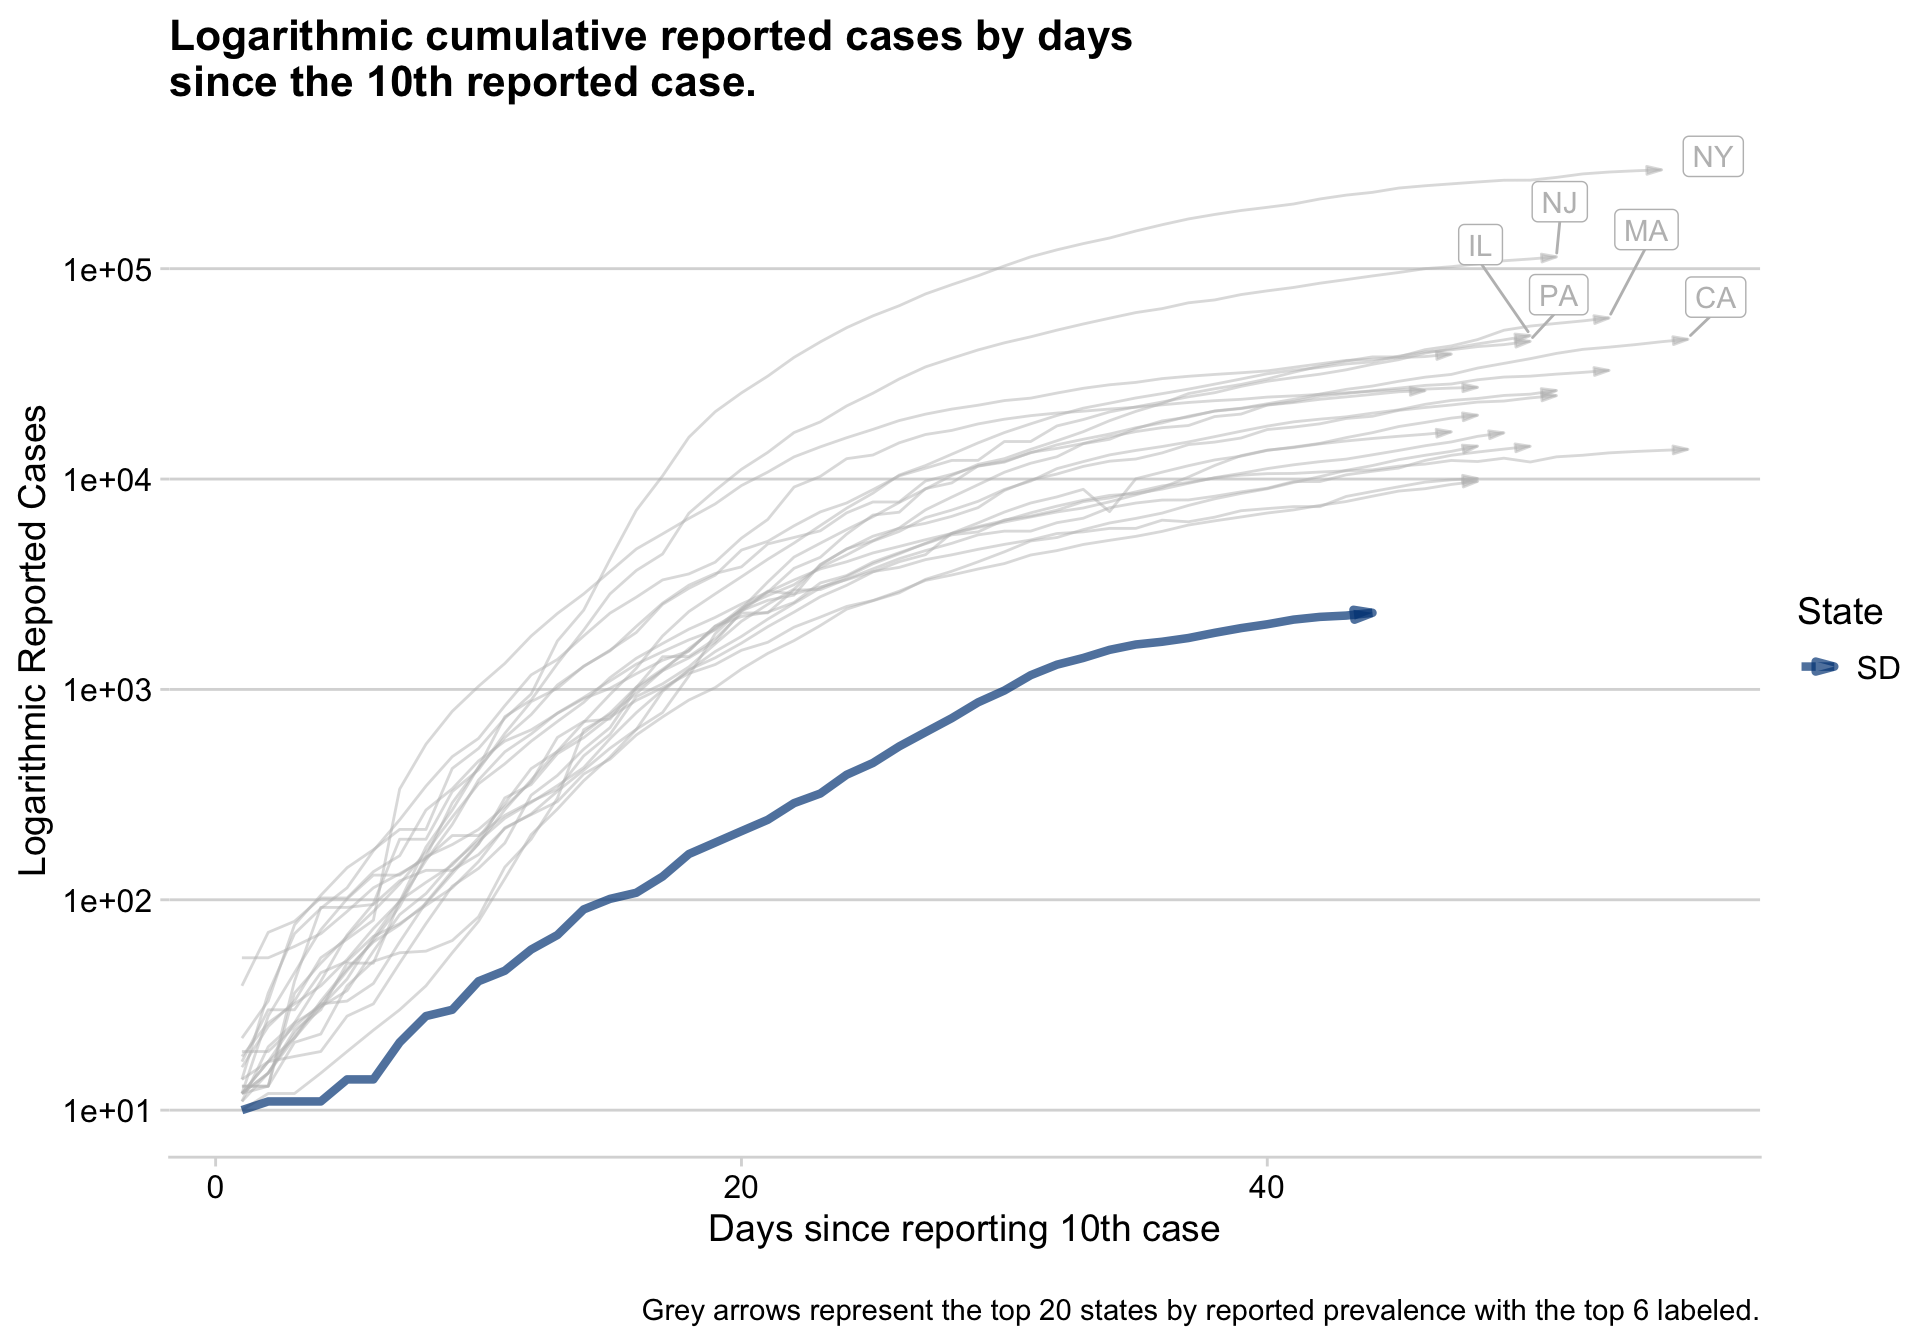 Logarithmic cumulative reported cases by days
since the 10th reported case.
NY
NJ
MA
IL
PA
CA
1e+05
1e+04
1e+03
1e+02
1e+01
Logarithmic Reported Cases
State
SD
0
20
40
Days since reporting 10th case
Grey arrows represent the top 20 states by reported prevalence with the top 6 labeled.